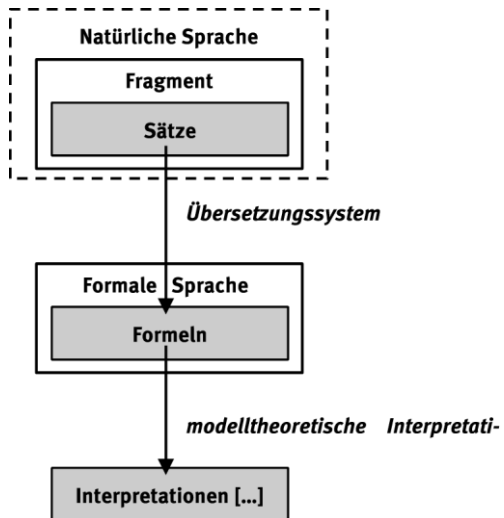 Natürliche Sprache
Fragment
Sätze
Übersetzungssystem
Formale Sprache
Formeln
modelltheoretische Interpretati-
Interpretationen [...]